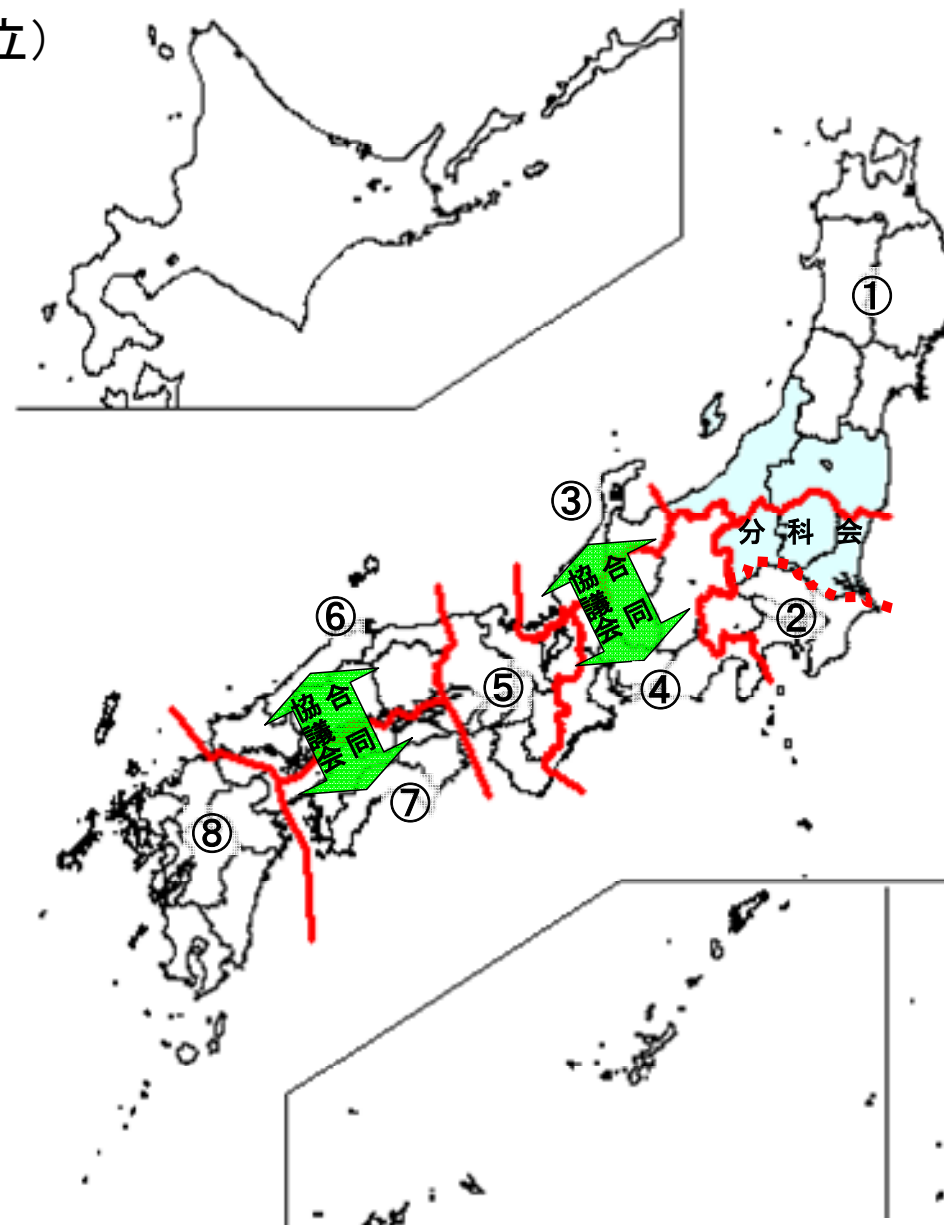 立）
①
③
分科会
合同
協議会
②
⑥
④
⑤
合同
協議会
⑦
⑧